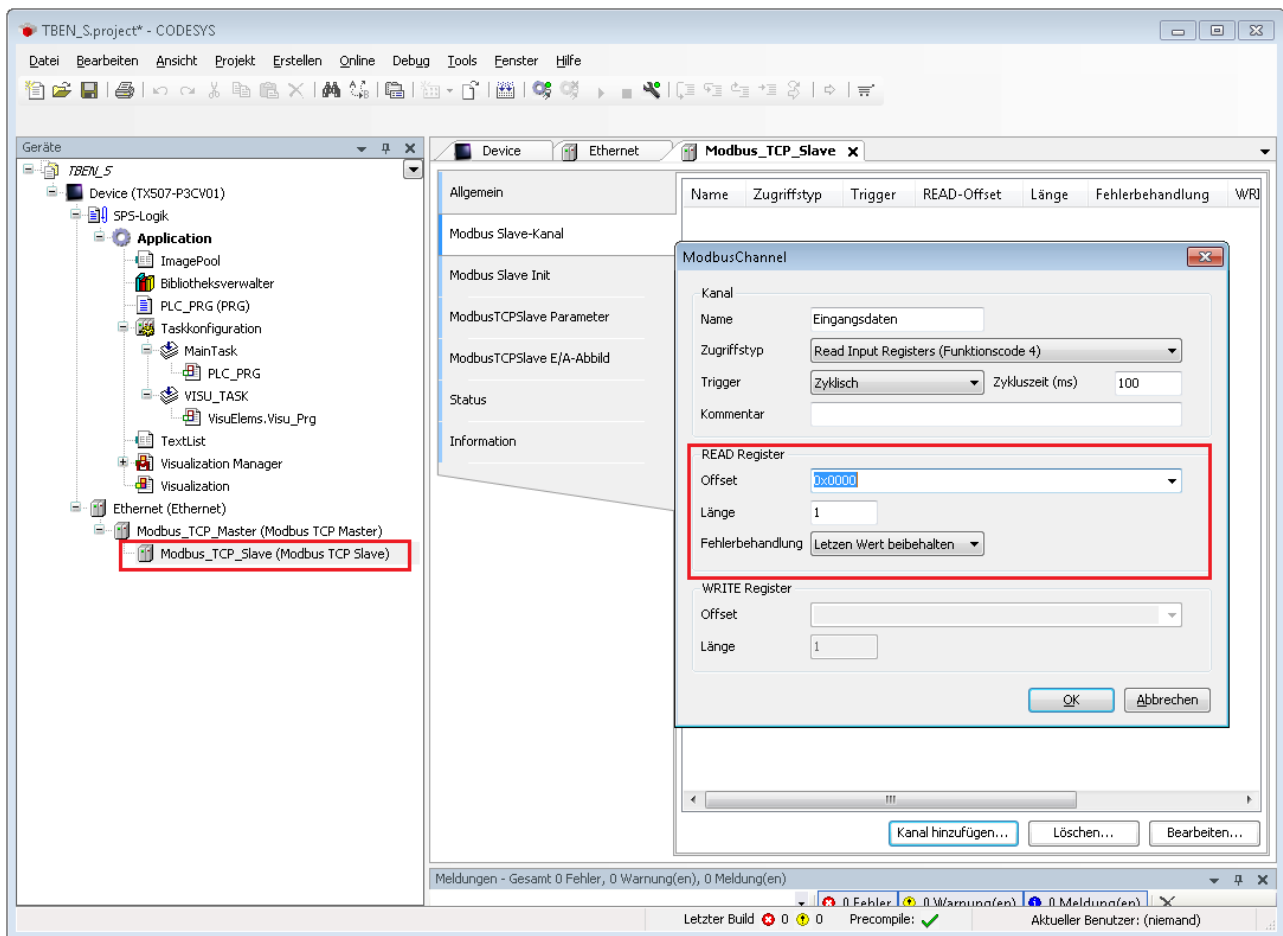 TBEN_S.project* - CODESYS
Datei Bearbeiten Ansicht Projekt Erstellen Online Debug Tools Fenster Hilfe
Geräte
TBEN_S
Device (TX507-P3CV01)
SPS-Logik
Application
ImagePool
Bibliotheksverwalter
PLC_PRG (PRG)
Taskkonfiguration
MainTask
PLC_PRG
VISU_TASK
VisuElems.Visu_Prg
TextList
Visualization Manager
Visualization
Ethernet (Ethernet)
Modbus_TCP_Master (Modbus TCP Master)
Modbus_TCP_Slave (Modbus TCP Slave)
Device Ethernet Modbus_TCP_Slave X
Allgemein
Modbus Slave-Kanal
Modbus Slave Init
ModbusTCPSlave Parameter
ModbusTCPSlave E/A-Abbild
Status
Information
Name Zugriffstyp Trigger READ-Offset Länge Fehlerbehandlung WRI
ModbusChannel
Kanal
Name Eingangsdaten
Zugriffstyp Read Input Registers (Funktionscode 4)
Trigger Zyklisch Zykluszeit (ms) 100
Kommentar
READ Register
Offset 0x0000
Länge 1
Fehlerbehandlung Letzen Wert beibehalten
WRITE Register
Offset
Länge 1
OK Abbrechen
Kanal hinzufügen... Löschen... Bearbeiten...
Meldungen - Gesamt 0 Fehler, 0 Warnung(en), 0 Meldung(en)
0 Fehler 0 Warnung(en) 0 Meldung(en)
Letzter Build 0 0 Precompile: Aktueller Benutzer: (niemand)